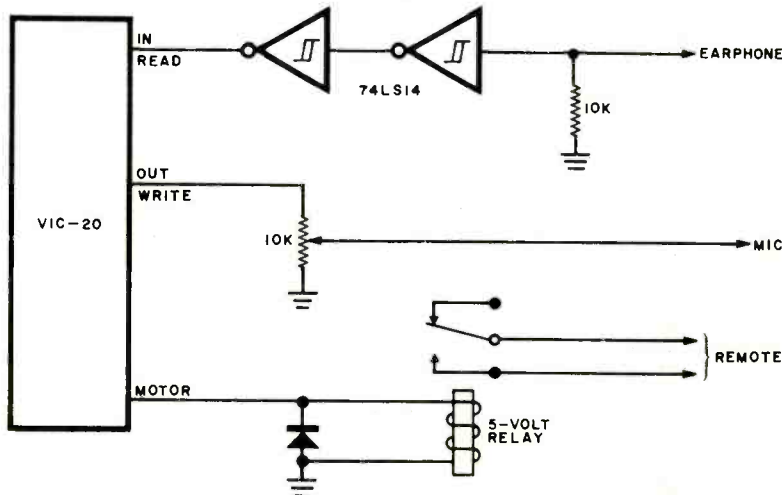 IN
READ
74LS14
EARPHONE
10K
OUT
WRITE
VIC-20
10K
MIC
REMOTE
MOTOR
5-VOLT
RELAY